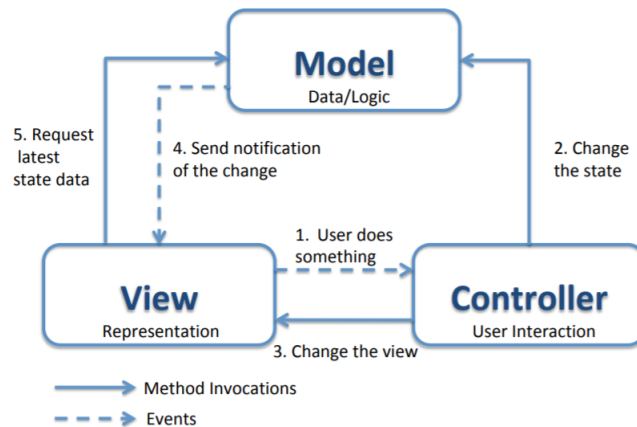 Model
Data/Logic
5. Request
latest
state data
4. Send notification
of the change
2. Change
the state
1. User does
something
View
Representation
Controller
User Interaction
3. Change the view
Method Invocations
Events